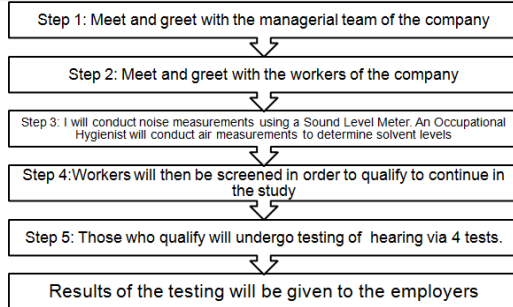 Step 1: Meet and greet with the managerial team of the company
Step 2: Meet and greet with the workers of the company
Step 3: I will conduct noise measurements using a Sound Level Meter. An Occupational
Hygienist will conduct air measurements to determine solvent levels
Step 4:Workers will then be screened in order to qualify to continue in
the study
Step 5: Those who qualify will undergo testing of hearing via 4 tests.
Results of the testing will be given to the employers